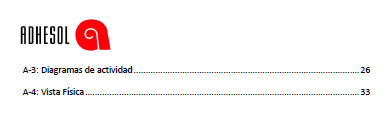 ADHESOL
A-3: Diagramas de actividad.....................................................................................26
A-4: Vista Física.......................................................................................................33